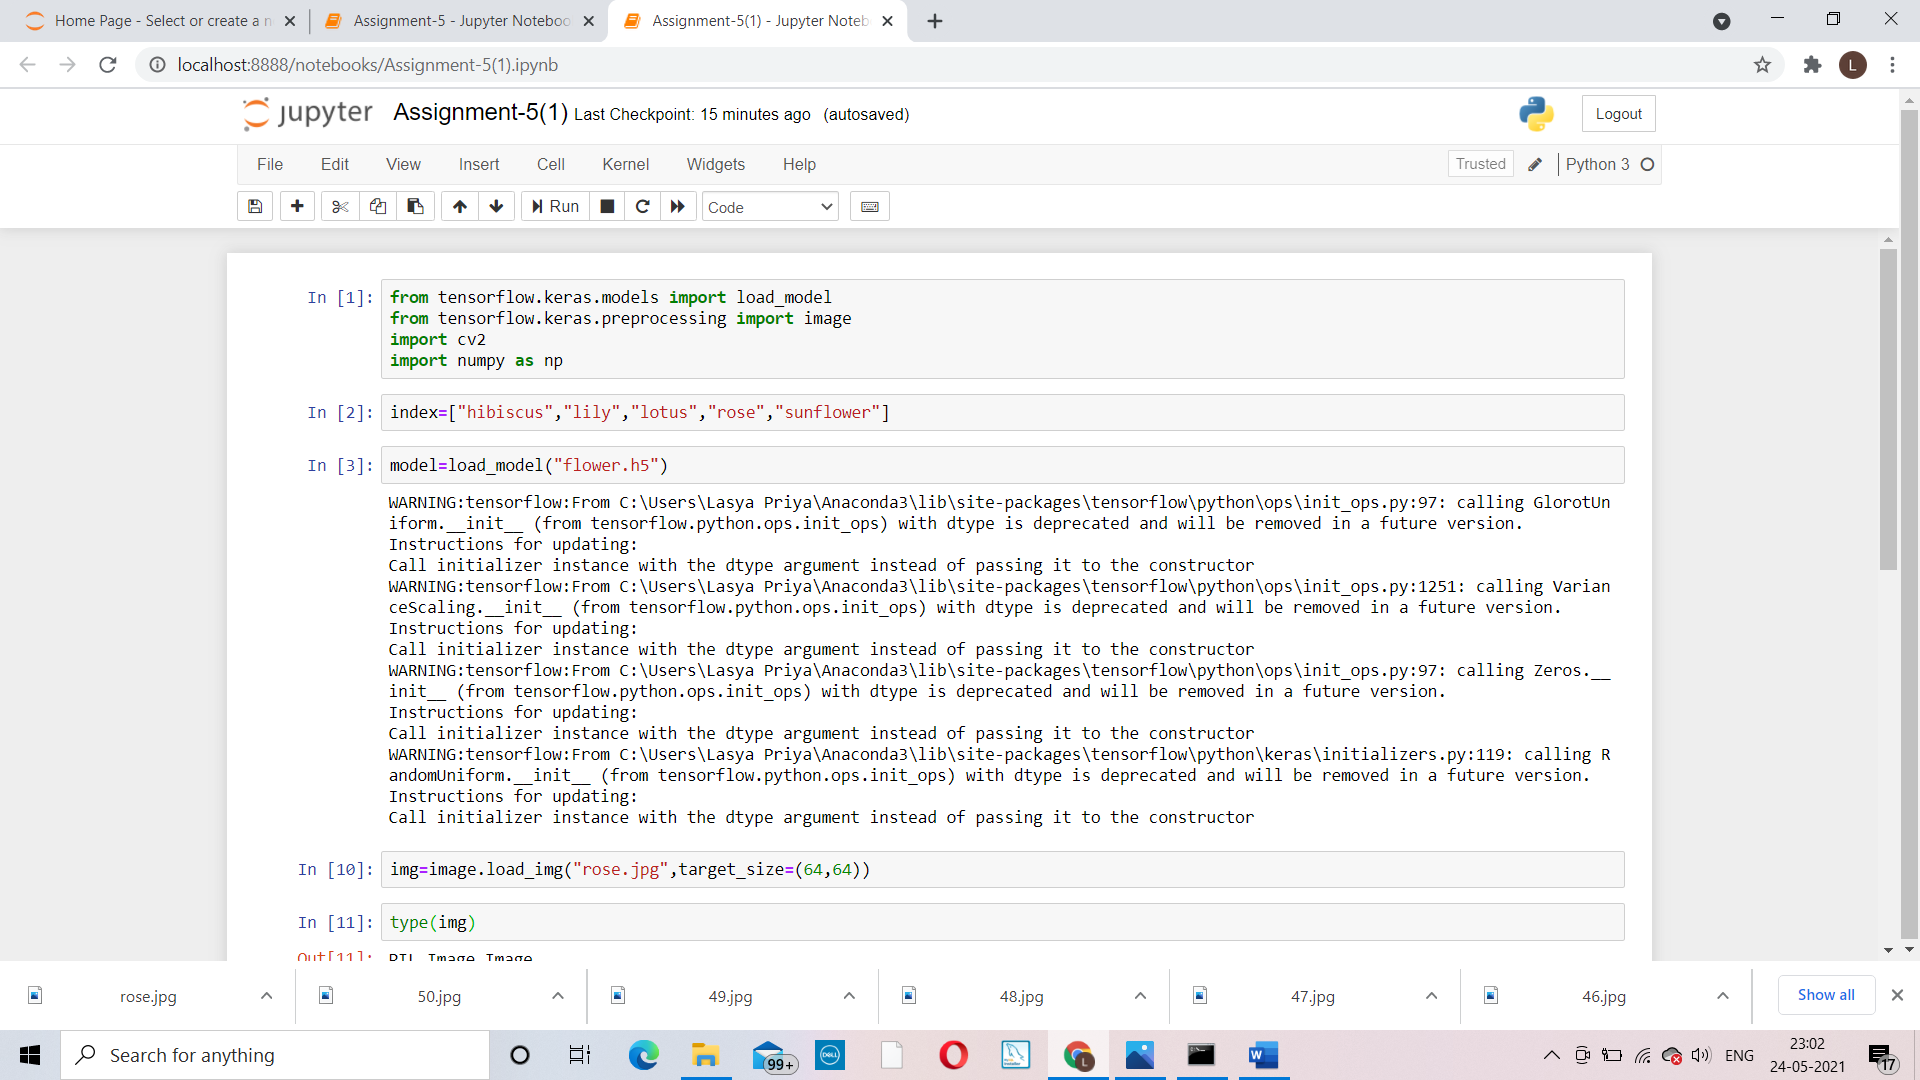 Home Page - Select or create a n
Assignment-5 - Jupyter Noteboo
Assignment-5(1) - Jupyter Noteb
localhost:8888/notebooks/Assignment-5(1).ipynb
L
jupyter Assignment-5(1) Last Checkpoint: 15 minutes ago (autosaved)
Logout
File Edit View Insert Cell Kernel Widgets Help
Trusted Python 3
Run Code
In [1]: from tensorflow.keras.models import load_model
from tensorflow.keras.preprocessing import image
import cv2
import numpy as np
In [2]: index=["hibiscus","lily","lotus","rose","sunflower"]
In [3]: model=load_model("flower.h5")
WARNING:tensorflow:From C:\Users\Lasya Priya\Anaconda3\lib\site-packages\tensorflow\python\ops\init_ops.py:97: calling GlorotUn
iform.__init__ (from tensorflow.python.ops.init_ops) with dtype is deprecated and will be removed in a future version.
Instructions for updating:
Call initializer instance with the dtype argument instead of passing it to the constructor
WARNING:tensorflow:From C:\Users\Lasya Priya\Anaconda3\lib\site-packages\tensorflow\python\ops\init_ops.py:1251: calling Varian
ceScaling.__init__ (from tensorflow.python.ops.init_ops) with dtype is deprecated and will be removed in a future version.
Instructions for updating:
Call initializer instance with the dtype argument instead of passing it to the constructor
WARNING:tensorflow:From C:\Users\Lasya Priya\Anaconda3\lib\site-packages\tensorflow\python\ops\init_ops.py:97: calling Zeros.__
init__ (from tensorflow.python.ops.init_ops) with dtype is deprecated and will be removed in a future version.
Instructions for updating:
Call initializer instance with the dtype argument instead of passing it to the constructor
WARNING:tensorflow:From C:\Users\Lasya Priya\Anaconda3\lib\site-packages\tensorflow\python\keras\initializers.py:119: calling R
andomUniform.__init__ (from tensorflow.python.ops.init_ops) with dtype is deprecated and will be removed in a future version.
Instructions for updating:
Call initializer instance with the dtype argument instead of passing it to the constructor
In [10]: img=image.load_img("rose.jpg",target_size=(64,64))
In [11]: type(img)
Out[11]: PIL.Image.Image
rose.jpg 50.jpg 49.jpg 48.jpg 47.jpg 46.jpg Show all
Search for anything
99+
DELL
L
ENG
23:02
24-05-2021
17